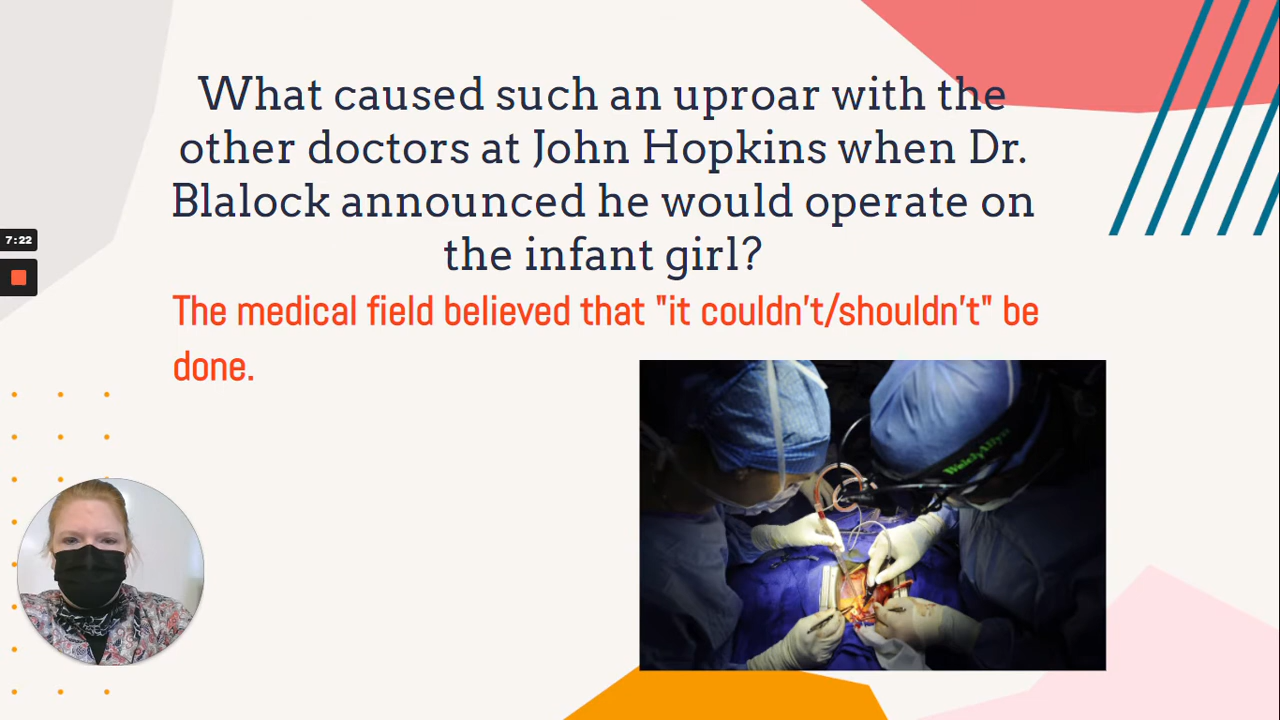 What caused such an uproar with the
other doctors at John Hopkins when Dr.
Blalock announced he would operate on
the infant girl?
The medical field believed that "it couldn't/shouldn't" be
done.
7:22
WelchAllyn